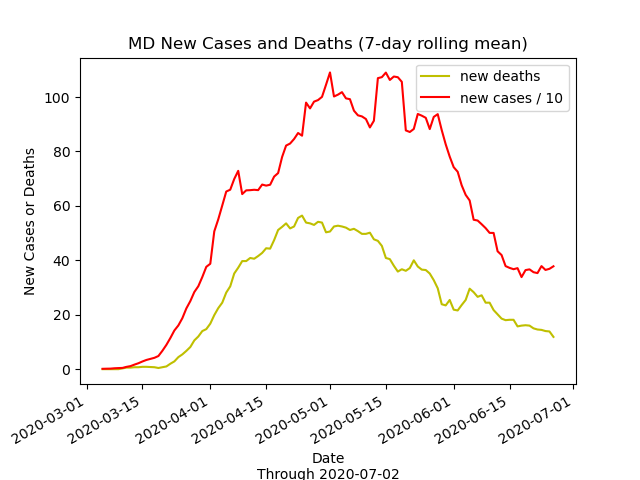 MD New Cases and Deaths (7-day rolling mean)
new deaths
new cases / 10
New Cases or Deaths
100
80
60
40
20
0
2020-03-01
2020-03-15
2020-04-01
2020-04-15
2020-05-01
2020-05-15
2020-06-01
2020-06-15
2020-07-01
Date
Through 2020-07-02